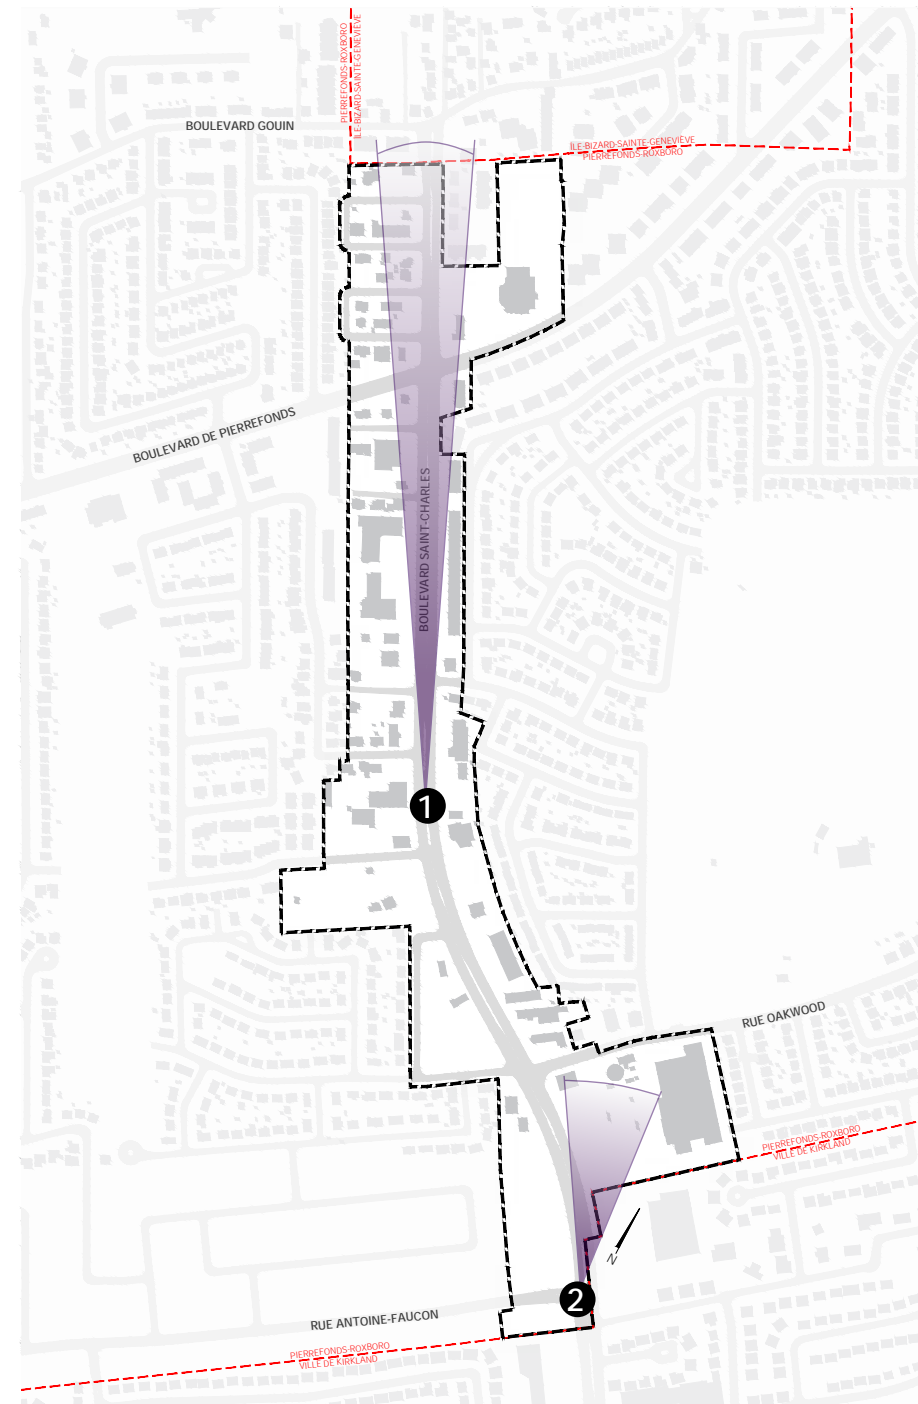 PIERREFONDS-ROXBORO
ÎLE-BIZARD-SAINTE-GENEVIÈVE
BOULEVARD GOUIN
ÎLE-BIZARD-SAINTE-GENEVIÈVE
PIERREFONDS-ROXBORO
BOULEVARD DE PIERREFONDS
BOULEVARD SAINT-CHARLES
1
RUE OAKWOOD
PIERREFONDS-ROXBORO
VILLE DE KIRKLAND
N
2
RUE ANTOINE-FAUCON
PIERREFONDS-ROXBORO
VILLE DE KIRKLAND